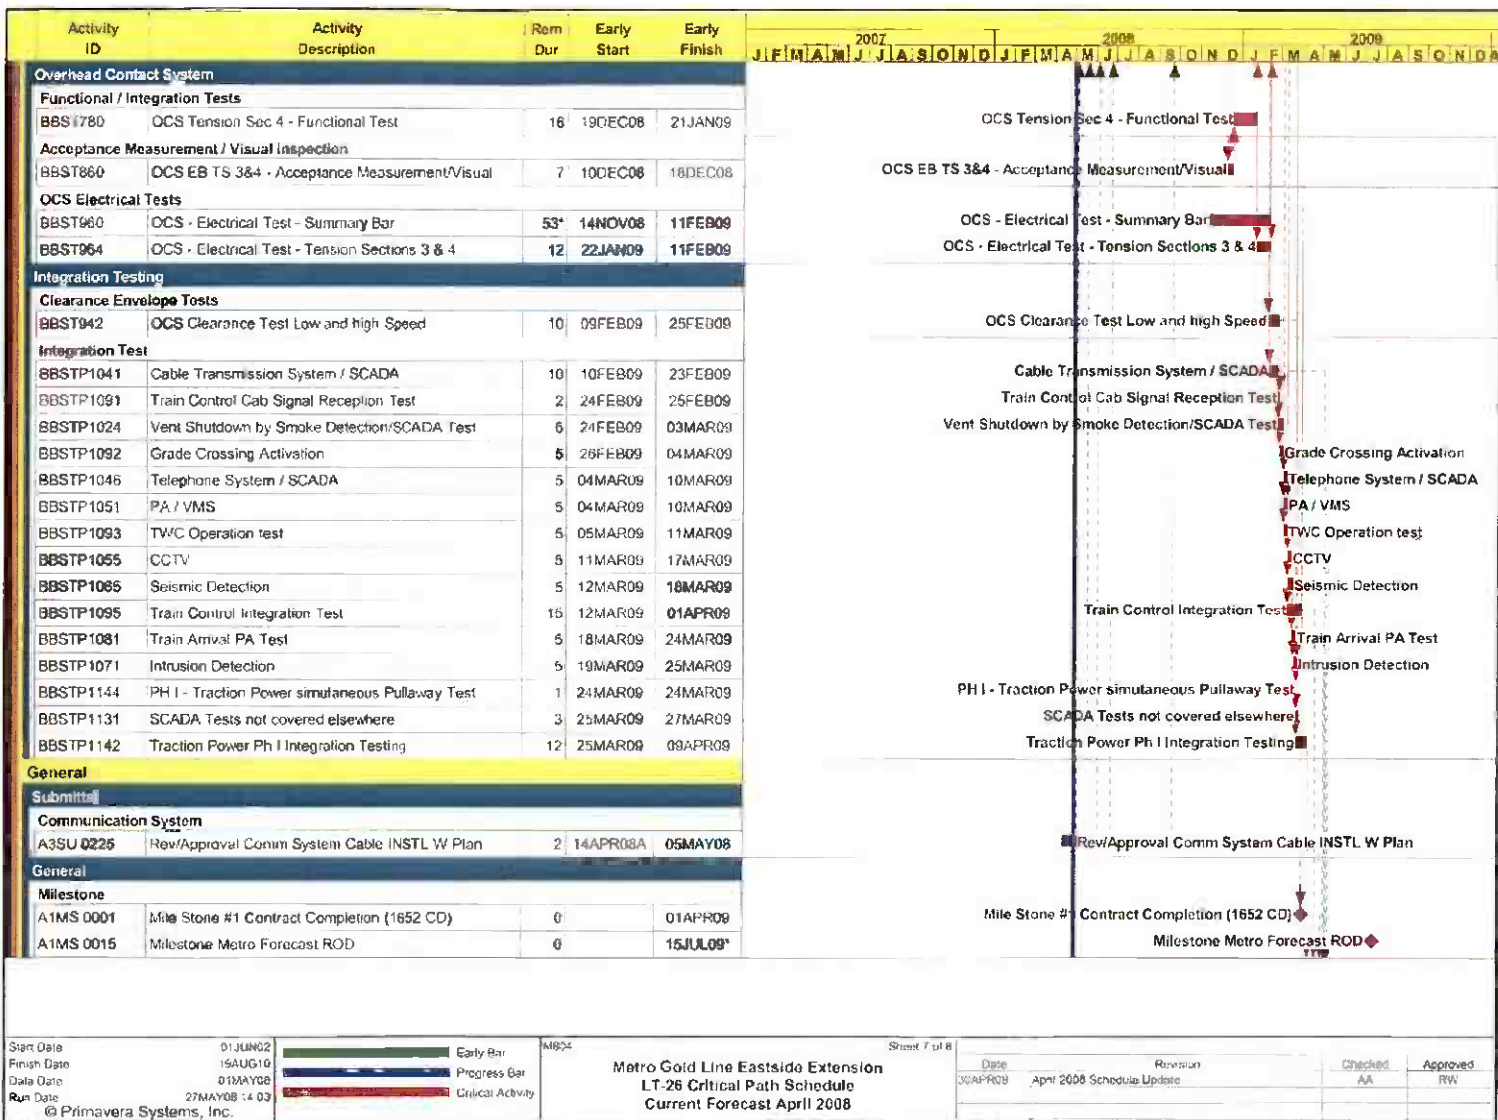 Activity ID Activity Description Rem Dur Early Start Early Finish 2007 2008 2009
J F M A M J J A S O N D J F M A M J J A S O N D J F M A M J J A S O N D
Overhead Contact System
Functional / Integration Tests
BBST780 OCS Tension Sec 4 - Functional Test 16 19DEC08 21JAN09 OCS Tension Sec 4 - Functional Test
Acceptance Measurement / Visual Inspection
BBST860 OCS EB TS 3&4 - Acceptance Measurement/Visual 7 10DEC08 18DEC08 OCS EB TS 3&4 - Acceptance Measurement/Visual
OCS Electrical Tests
BBST960 OCS - Electrical Test - Summary Bar 53* 14NOV08 11FEB09 OCS - Electrical Test - Summary Bar
BBST964 OCS - Electrical Test - Tension Sections 3 & 4 12 22JAN09 11FEB09 OCS - Electrical Test - Tension Sections 3 & 4
Integration Testing
Clearance Envelope Tests
BBST942 OCS Clearance Test Low and high Speed 10 09FEB09 25FEB09 OCS Clearance Test Low and high Speed
Integration Test
BBSTP1041 Cable Transmission System / SCADA 10 10FEB09 23FEB09 Cable Transmission System / SCADA
BBSTP1091 Train Control Cab Signal Reception Test 2 24FEB09 25FEB09 Train Control Cab Signal Reception Test
BBSTP1024 Vent Shutdown by Smoke Detection/SCADA Test 6 24FEB09 03MAR09 Vent Shutdown by Smoke Detection/SCADA Test
BBSTP1092 Grade Crossing Activation 5 26FEB09 04MAR09 Grade Crossing Activation
BBSTP1046 Telephone System / SCADA 5 04MAR09 10MAR09 Telephone System / SCADA
BBSTP1051 PA / VMS 5 04MAR09 10MAR09 PA / VMS
BBSTP1093 TWC Operation test 5 05MAR09 11MAR09 TWC Operation test
BBSTP1055 CCTV 5 11MAR09 17MAR09 CCTV
BBSTP1065 Seismic Detection 5 12MAR09 18MAR09 Seismic Detection
BBSTP1095 Train Control Integration Test 15 12MAR09 01APR09 Train Control Integration Test
BBSTP1081 Train Arrival PA Test 5 18MAR09 24MAR09 Train Arrival PA Test
BBSTP1071 Intrusion Detection 5 19MAR09 25MAR09 Intrusion Detection
BBSTP1144 PH I - Traction Power simutaneous Pullaway Test 1 24MAR09 24MAR09 PH I - Traction Power simutaneous Pullaway Test
BBSTP1131 SCADA Tests not covered elsewhere 3 25MAR09 27MAR09 SCADA Tests not covered elsewhere
BBSTP1142 Traction Power Ph I Integration Testing 12 25MAR09 09APR09 Traction Power Ph I Integration Testing
General
Submittal
Communication System
A3SU 0225 Rev/Approval Comm System Cable INSTL W Plan 2 14APR08A 05MAY08 Rev/Approval Comm System Cable INSTL W Plan
General
Milestone
A1MS 0001 Mile Stone #1 Contract Completion (1652 CD) 0 01APR09 Mile Stone #1 Contract Completion (1652 CD)
A1MS 0015 Milestone Metro Forecast ROD 0 15JUL09* Milestone Metro Forecast ROD
Start Date 01JUN02
Finish Date 19AUG10
Data Date 01MAY08
Run Date 27MAY08 14:03
© Primavera Systems, Inc.
Early Bar
Progress Bar
Critical Activity
M804
Sheet 7 of 8
Metro Gold Line Eastside Extension
LT-26 Critical Path Schedule
Current Forecast April 2008
Date Revision Checked Approved
30APR08 April 2008 Schedule Update AA RW